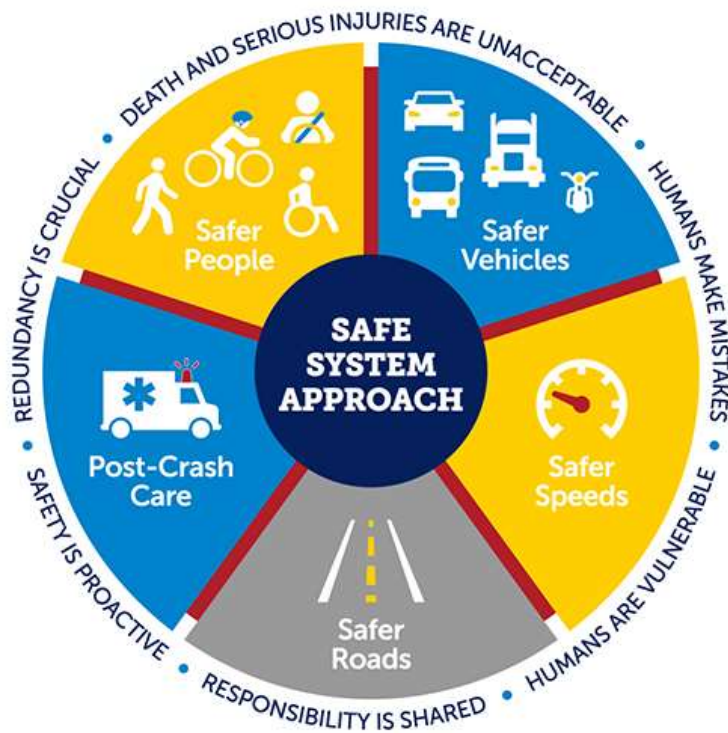 DEATH AND SERIOUS INJURIES ARE UNACCEPTABLE
HUMANS MAKE MISTAKES
HUMANS ARE VULNERABLE
RESPONSIBILITY IS SHARED
SAFETY IS PROACTIVE
REDUNDANCY IS CRUCIAL
Safer
People
Safer
Vehicles
SAFE
SYSTEM
APPROACH
Post-Crash
Care
Safer
Speeds
Safer
Roads